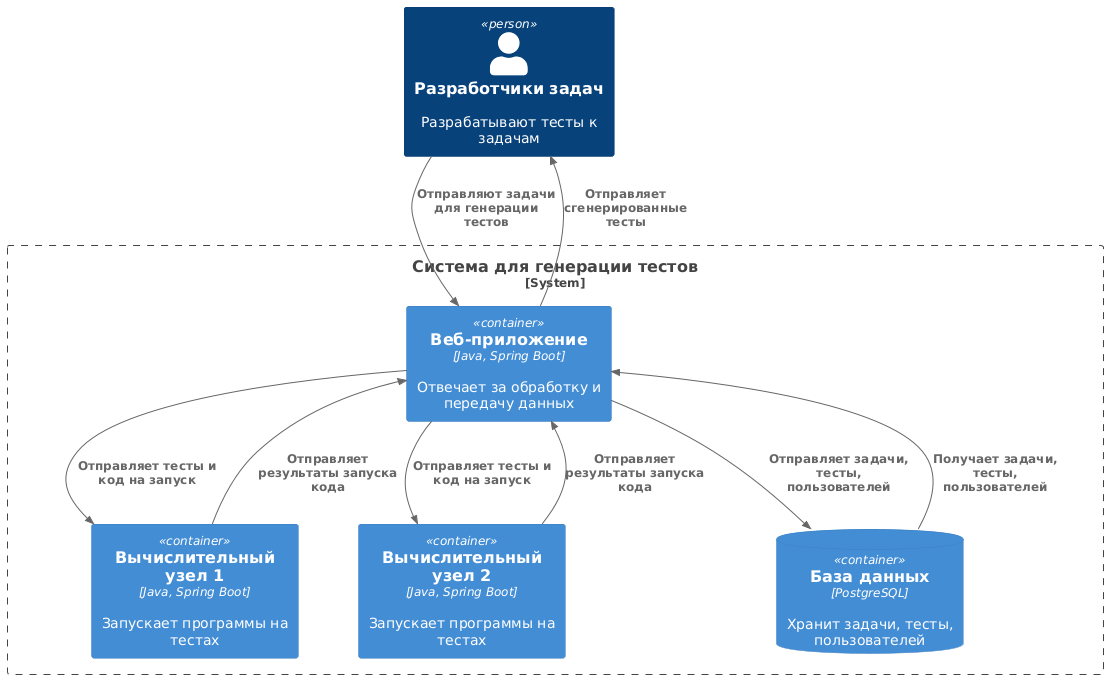 «person»
Разработчики задач
Разрабатывают тесты к
задачам
Отправляют задачи
для генерации
тестов
Отправляет
сгенерированные
тесты
Система для генерации тестов
[System]
«container»
Веб-приложение
[Java, Spring Boot]
Отвечает за обработку и
передачу данных
Отправляет тесты и
код на запуск
Отправляет
результаты запуска
кода
Отправляет тесты и
код на запуск
Отправляет
результаты запуска
кода
Отправляет задачи,
тесты,
пользователей
Получает задачи,
тесты,
пользователей
«container»
Вычислительный
узел 1
[Java, Spring Boot]
Запускает программы на
тестах
«container»
Вычислительный
узел 2
[Java, Spring Boot]
Запускает программы на
тестах
«container»
База данных
[PostgreSQL]
Хранит задачи, тесты,
пользователей